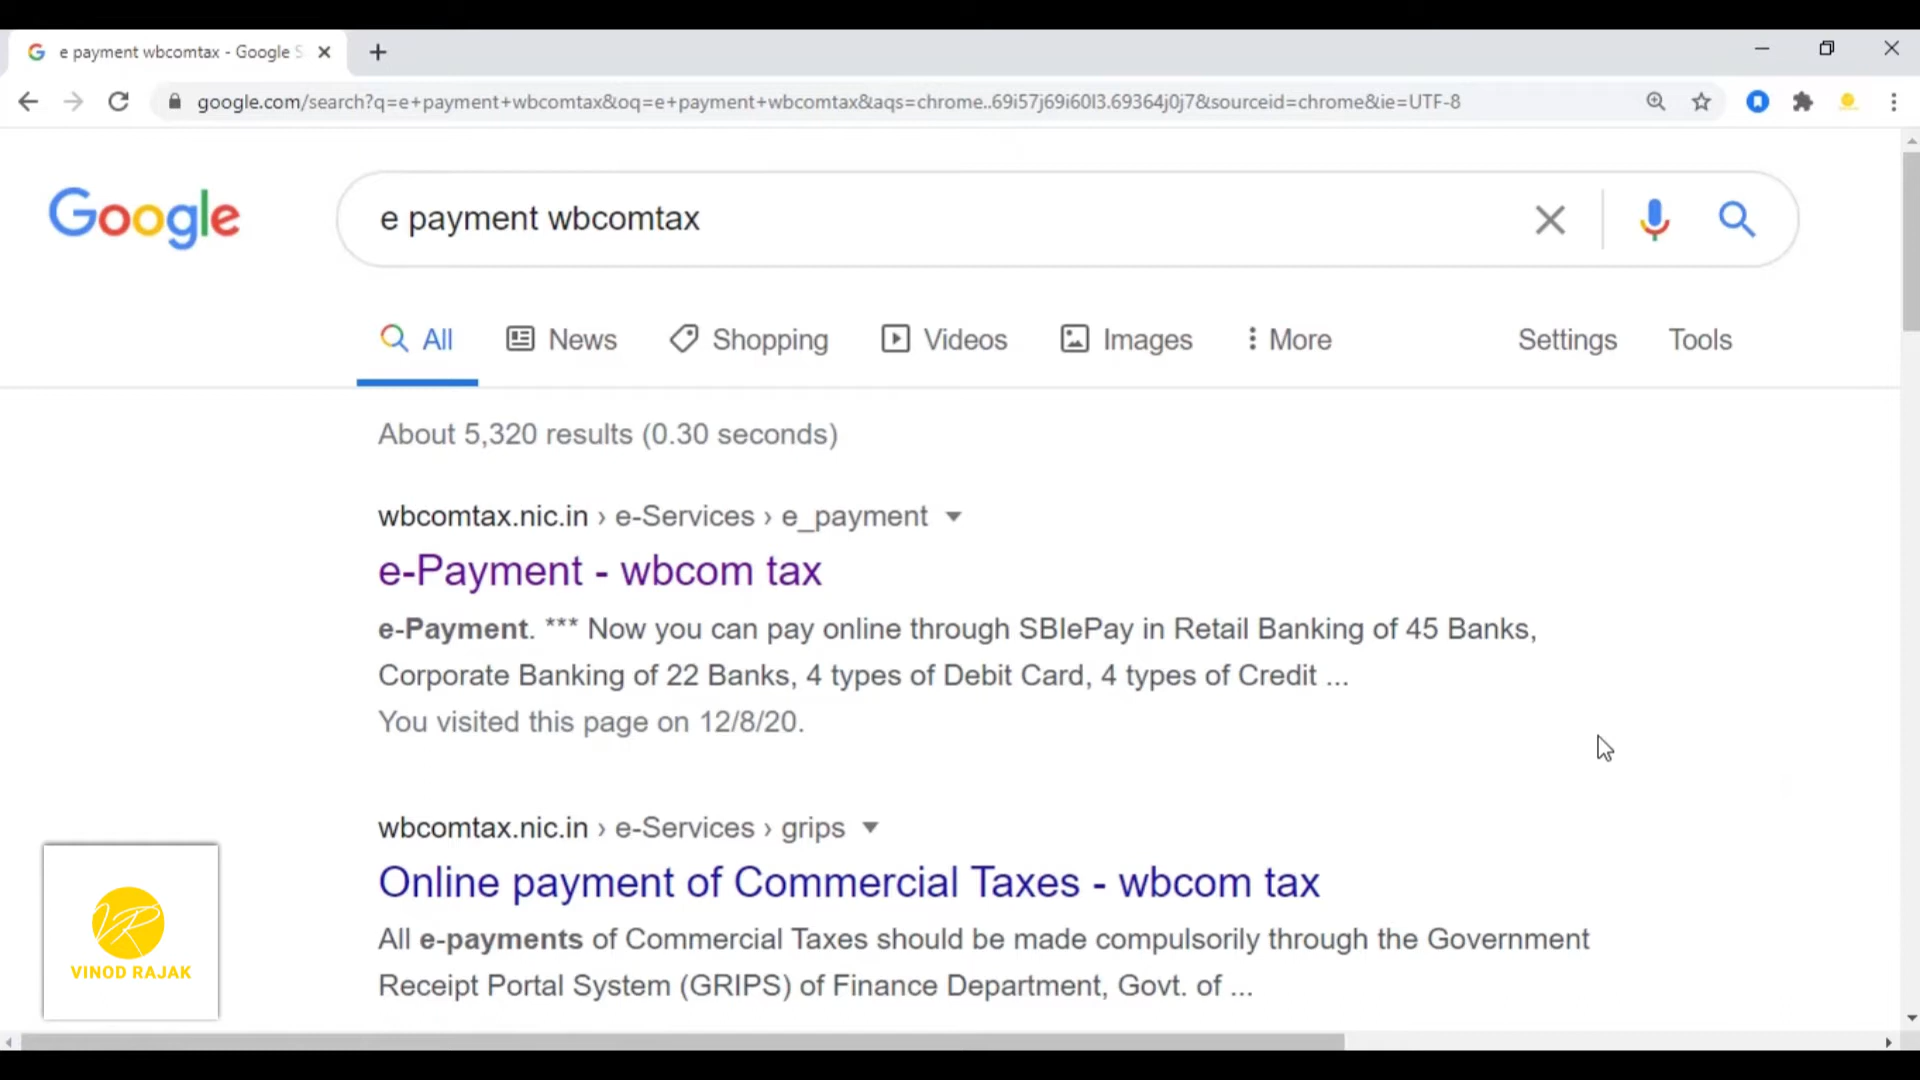 e payment wbcomtax - Google S
google.com/search?q=e+payment+wbcomtax&oq=e+payment+wbcomtax&aqs=chrome..69i57j69i60l3.69364j0j7&sourceid=chrome&ie=UTF-8
Google
e payment wbcomtax
All News Shopping Videos Images More Settings Tools
About 5,320 results (0.30 seconds)
wbcomtax.nic.in › e-Services › e_payment
e-Payment - wbcom tax
e-Payment. *** Now you can pay online through SBIePay in Retail Banking of 45 Banks,
Corporate Banking of 22 Banks, 4 types of Debit Card, 4 types of Credit ...
You visited this page on 12/8/20.
wbcomtax.nic.in › e-Services › grips
Online payment of Commercial Taxes - wbcom tax
All e-payments of Commercial Taxes should be made compulsorily through the Government
Receipt Portal System (GRIPS) of Finance Department, Govt. of ...
VR
VINOD RAJAK